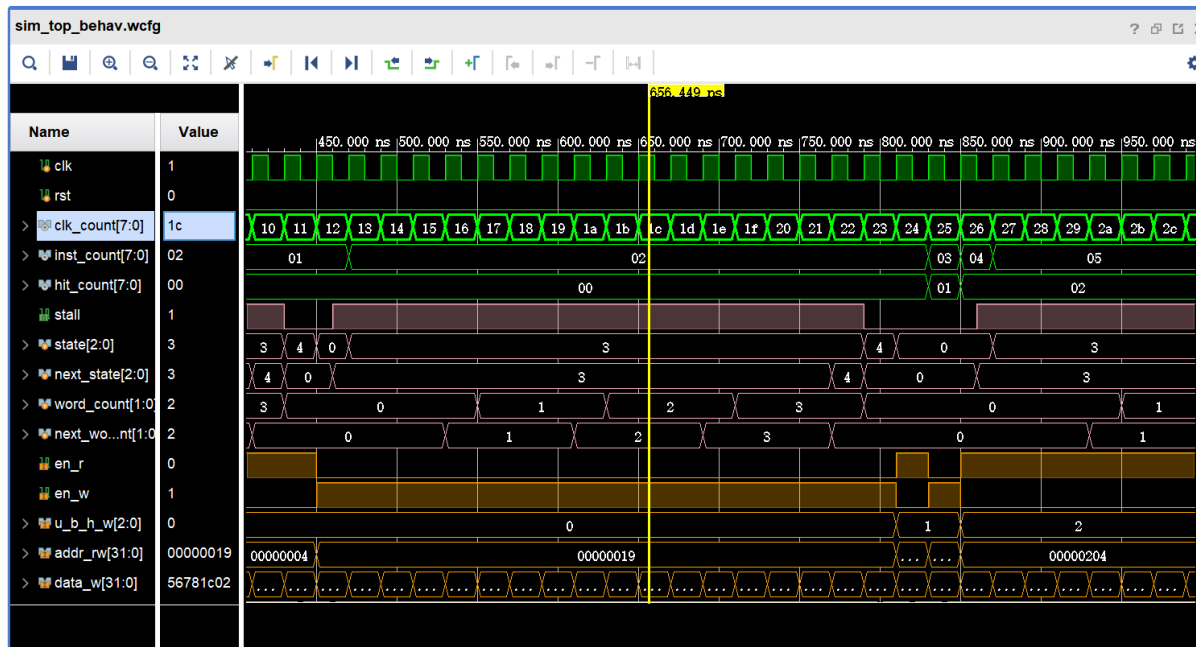 sim_top_behav.wcfg
656.449 ns
Name Value
450.000 ns 500.000 ns 550.000 ns 600.000 ns 650.000 ns 700.000 ns 750.000 ns 800.000 ns 850.000 ns 900.000 ns 950.000 ns
clk 1
rst 0
clk_count[7:0] 1c 10 11 12 13 14 15 16 17 18 19 1a 1b 1c 1d 1e 1f 20 21 22 23 24 25 26 27 28 29 2a 2b 2c
inst_count[7:0] 02 01 02 03 04 05
hit_count[7:0] 00 00 01 02
stall 1
state[2:0] 3 3 4 0 3 4 0 3
next_state[2:0] 3 4 0 3 4 0 3
word_count[1:0] 2 3 0 1 2 3 0 1
next_wo...nt[1:0 2 0 1 2 3 0 1
en_r 0
en_w 1
u_b_h_w[2:0] 0 0 1 2
addr_rw[31:0] 00000019 00000004 00000019 ... ... 00000204
data_w[31:0] 56781c02 ... ... ... ... ... ... ... ... ... ... ... ... ... ... ... ... ... ... ... ... ... ... ... ... ... ... ... ... ...